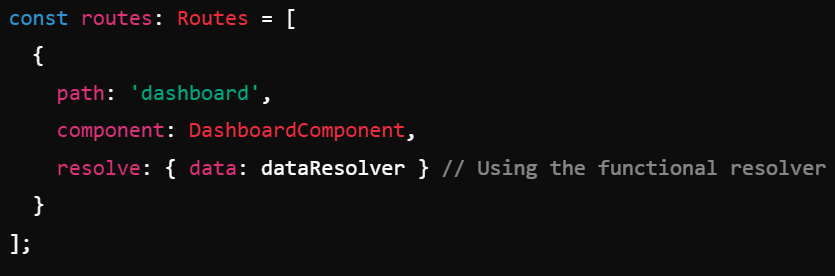 const routes: Routes = [
  {
    path: 'dashboard',
    component: DashboardComponent,
    resolve: { data: dataResolver } // Using the functional resolver
  }
];